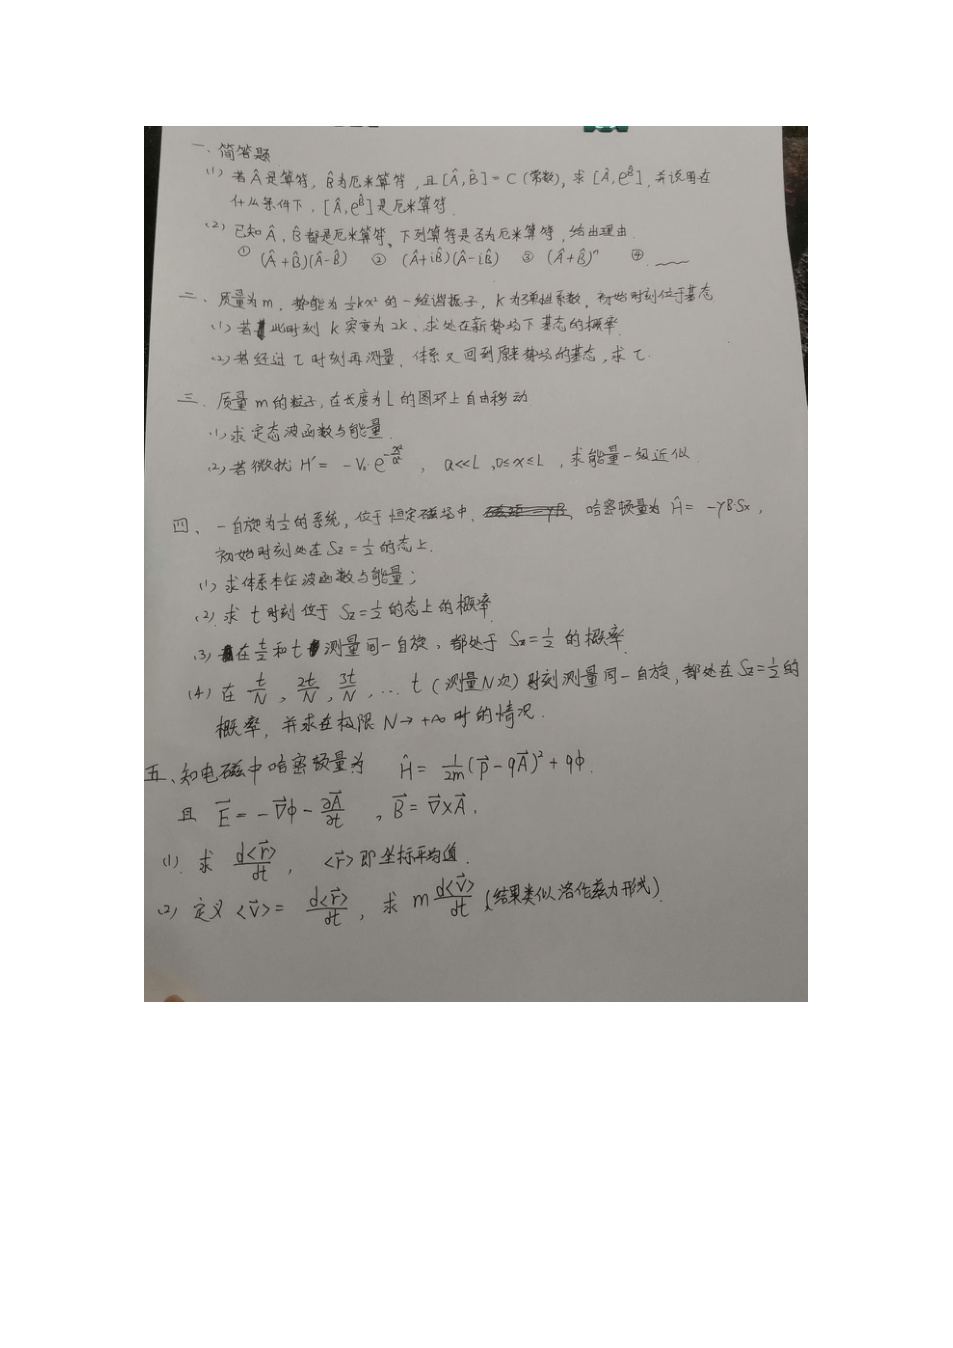 一、简答题
(1) 若Â是算符, B̂为厄米算符, 且[Â,B̂]=C(常数), 求[Â,e^B̂], 并说明在
什么条件下, [Â,e^B̂]是厄米算符.
(2) 已知Â, B̂都是厄米算符、下列算符是否为厄米算符, 给出理由.
① (Â+B̂)(Â-B̂) ② (Â+iB̂)(Â-iB̂) ③ (Â+B̂)^n ④.
二、质量为m, 势能为½kx²的一维谐振子, k为弹性系数, 初始时刻位于基态
(1) 若此时刻k突变为2k、求处在新势场下基态的概率
(2) 若经过τ时刻再测量, 体系又回到原来势场的基态, 求τ.
三. 质量m的粒子, 在长度为L的圆环上自由移动
(1) 求定态波函数与能量.
(2) 若微扰H′= -V₀e^{-x²/a²}, a<<L, 0≤x≤L, 求能量一级近似.
四、一自旋为½的系统, 位于恒定磁场中, 哈密顿量为Ĥ= -γB·Sx,
初始时刻处在Sz=½的态上.
(1) 求体系本征波函数与能量;
(2) 求t时刻位于Sz=½的态上的概率
(3) 在t/2和t测量同一自旋, 都处于Sz=½的概率.
(4) 在t/N, 2t/N, 3t/N, ... t(测量N次)时刻测量同一自旋, 都处在Sz=½的
概率, 并求在极限N→+∞时的情况.
五、知电磁中哈密顿量为 Ĥ= 1/2m (p⃗-qA⃗)²+qφ.
且 E⃗=-∇⃗φ-∂A⃗/∂t, B⃗=∇⃗×A⃗.
(1). 求 d<r⃗>/dt, <r⃗>即坐标平均值.
(2) 定义<v⃗>= d<r⃗>/dt, 求 m d<v⃗>/dt (结果类似洛伦兹力形式).